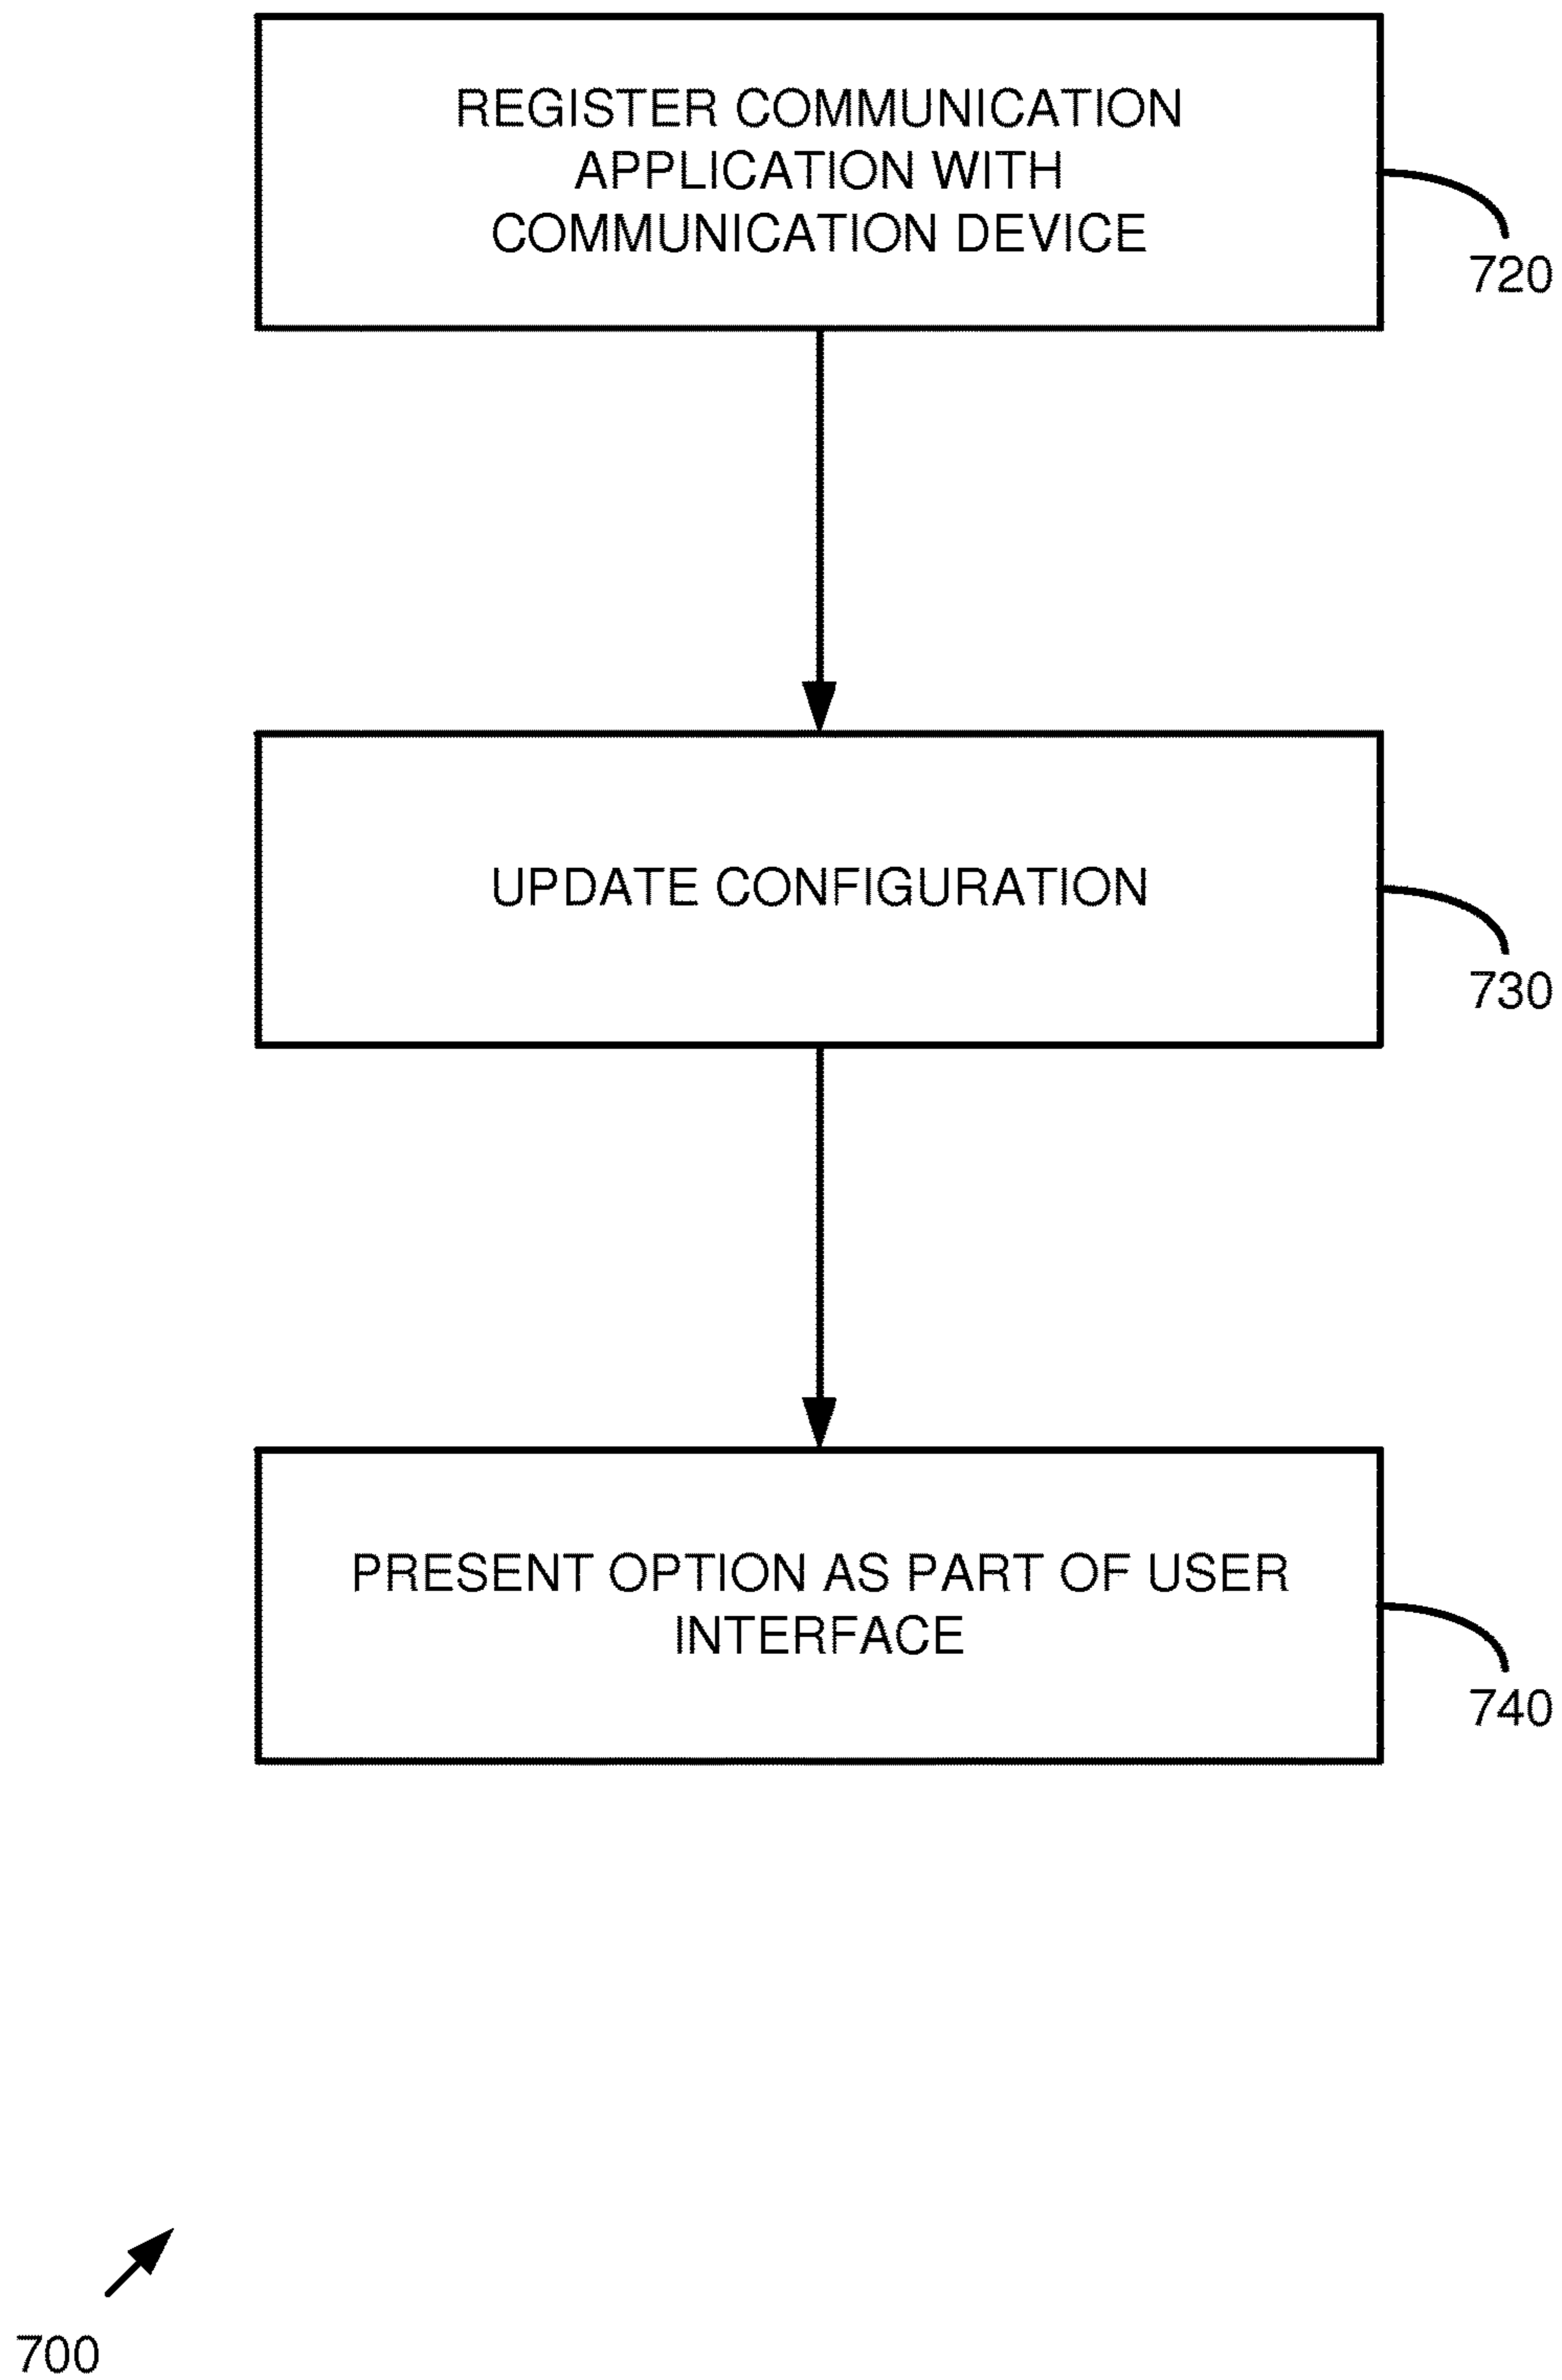 REGISTER COMMUNICATION
APPLICATION WITH
COMMUNICATION DEVICE
720
UPDATE CONFIGURATION
730
PRESENT OPTION AS PART OF USER
INTERFACE
740
700